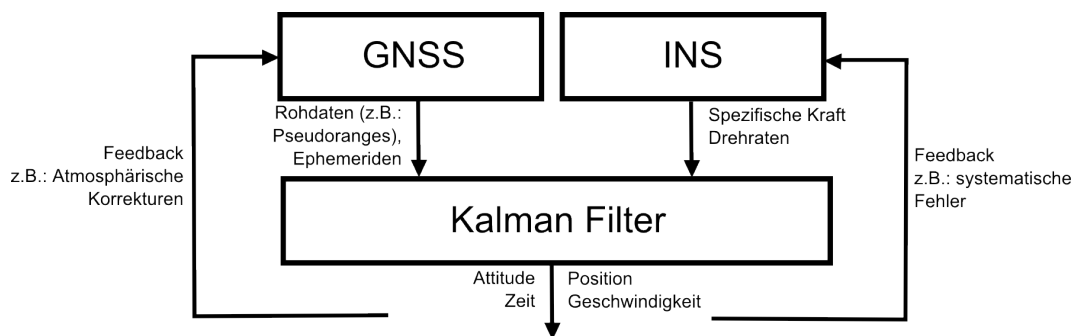 GNSS
INS
Rohdaten (z.B.:
Pseudoranges),
Ephemeriden
Spezifische Kraft
Drehraten
Feedback
z.B.: Atmosphärische
Korrekturen
Feedback
z.B.: systematische
Fehler
Kalman Filter
Attitude
Zeit
Position
Geschwindigkeit